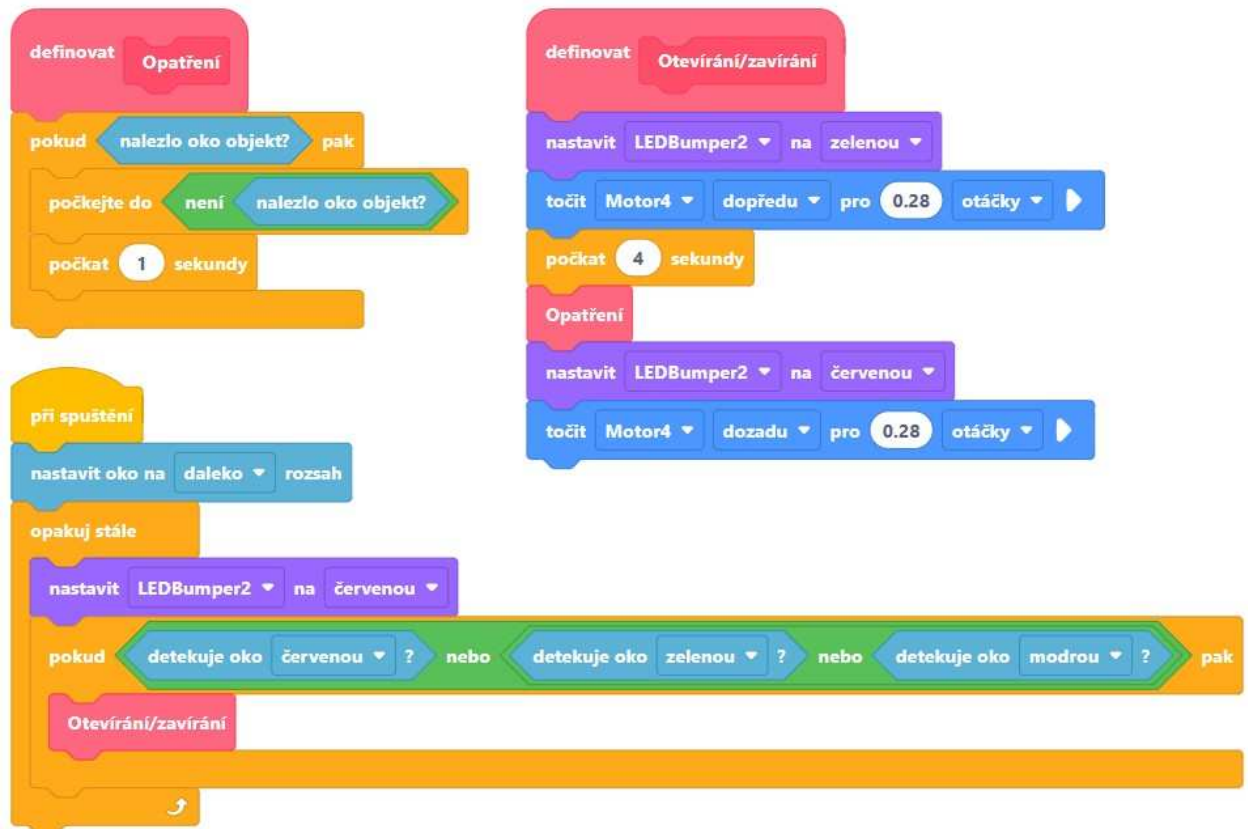 definovat Opatření
pokud nalezlo oko objekt? pak
počkejte do není nalezlo oko objekt?
počkat 1 sekundy
definovat Otevírání/zavírání
nastavit LEDBumper2 na zelenou
točit Motor4 dopředu pro 0.28 otáčky
počkat 4 sekundy
Opatření
nastavit LEDBumper2 na červenou
točit Motor4 dozadu pro 0.28 otáčky
při spuštění
nastavit oko na daleko rozsah
opakuj stále
nastavit LEDBumper2 na červenou
pokud detekuje oko červenou ? nebo detekuje oko zelenou ? nebo detekuje oko modrou ? pak
Otevírání/zavírání